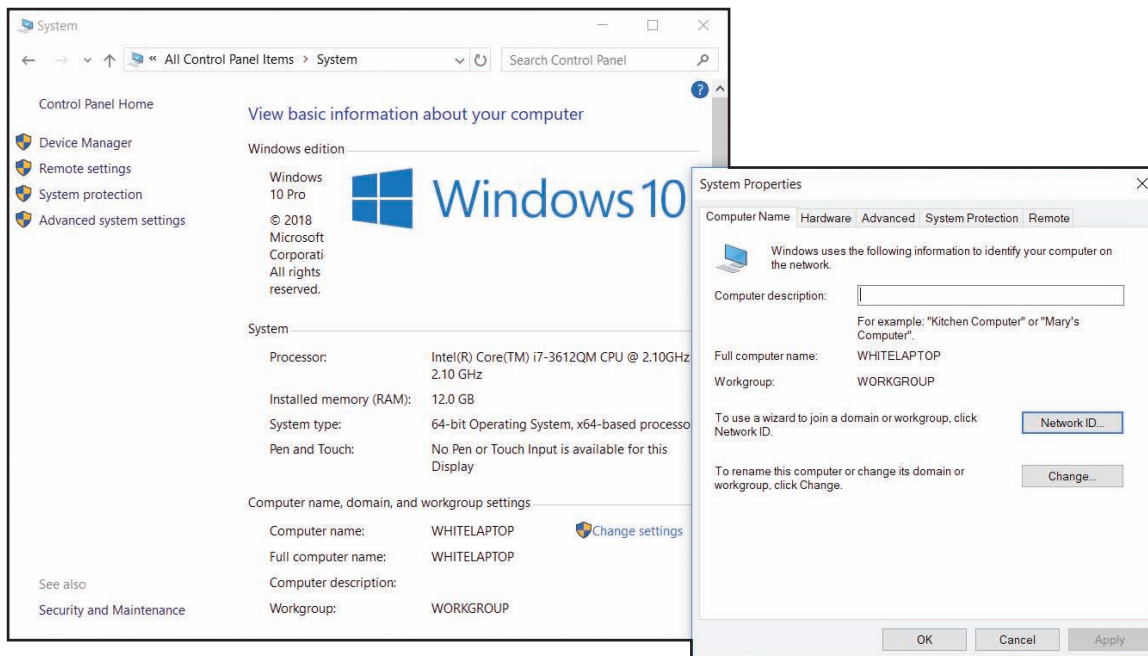 System
« All Control Panel Items > System
Search Control Panel
?
Control Panel Home
Device Manager
Remote settings
System protection
Advanced system settings
See also
Security and Maintenance
View basic information about your computer
Windows edition
Windows
10 Pro
© 2018
Microsoft
Corporati
All rights
reserved.
Windows 10
System
Processor: Intel(R) Core(TM) i7-3612QM CPU @ 2.10GHz
2.10 GHz
Installed memory (RAM): 12.0 GB
System type: 64-bit Operating System, x64-based processo
Pen and Touch: No Pen or Touch Input is available for this
Display
Computer name, domain, and workgroup settings
Computer name: WHITELAPTOP Change settings
Full computer name: WHITELAPTOP
Computer description:
Workgroup: WORKGROUP
System Properties
Computer Name Hardware Advanced System Protection Remote
Windows uses the following information to identify your computer on
the network.
Computer description:
For example: "Kitchen Computer" or "Mary's
Computer".
Full computer name: WHITELAPTOP
Workgroup: WORKGROUP
To use a wizard to join a domain or workgroup, click
Network ID.
Network ID...
To rename this computer or change its domain or
workgroup, click Change.
Change...
OK Cancel Apply